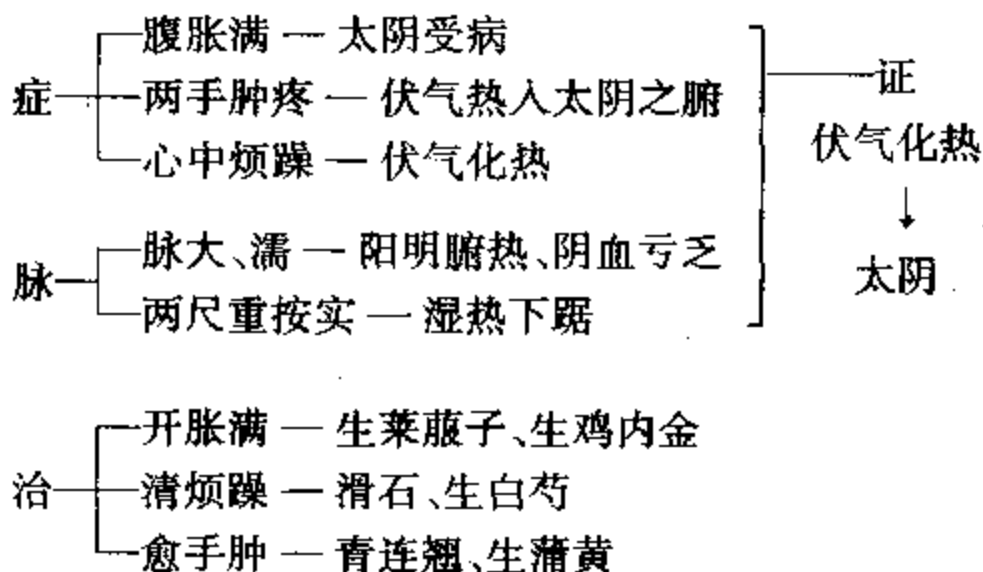 腹胀满 — 太阴受病
症 两手肿疼 — 伏气热入太阴之腑
心中烦躁 — 伏气化热
脉 脉大、濡 — 阳明腑热、阴血亏乏
两尺重按实 — 湿热下踞
证
伏气化热
↓
太阴
开胀满 — 生莱菔子、生鸡内金
治 清烦躁 — 滑石、生白芍
愈手肿 — 青连翘、生蒲黄